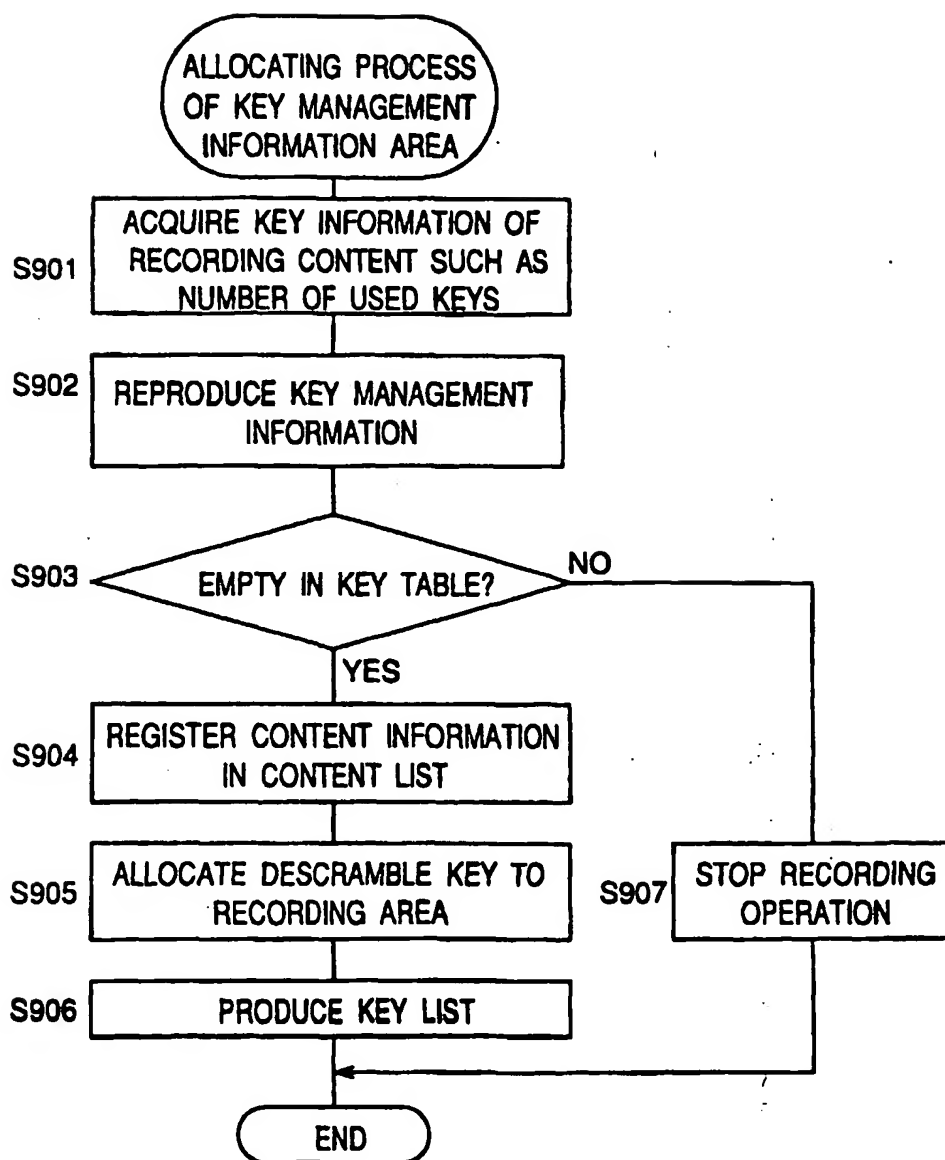 ALLOCATING PROCESS
OF KEY MANAGEMENT
INFORMATION AREA
S901
ACQUIRE KEY INFORMATION OF
RECORDING CONTENT SUCH AS
NUMBER OF USED KEYS
S902
REPRODUCE KEY MANAGEMENT
INFORMATION
S903
EMPTY IN KEY TABLE?
NO
YES
S904
REGISTER CONTENT INFORMATION
IN CONTENT LIST
S905
ALLOCATE DESCRAMBLE KEY TO
RECORDING AREA
S907
STOP RECORDING
OPERATION
S906
PRODUCE KEY LIST
END